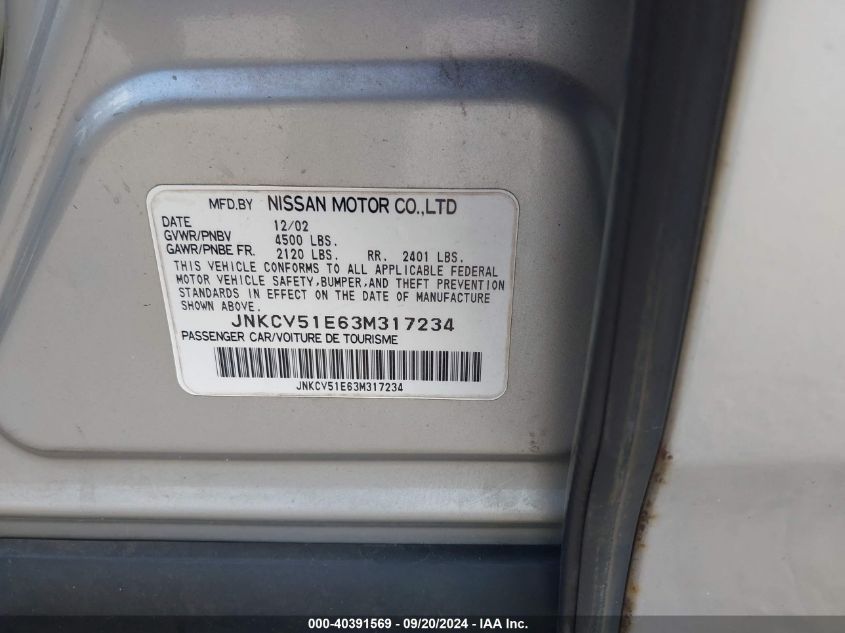 MFD.BY NISSAN MOTOR CO.,LTD
DATE 12/02
GVWR/PNBV 4500 LBS.
GAWR/PNBE FR. 2120 LBS. RR. 2401 LBS.
THIS VEHICLE CONFORMS TO ALL APPLICABLE FEDERAL
MOTOR VEHICLE SAFETY,BUMPER,AND THEFT PREVENTION
STANDARDS IN EFFECT ON THE DATE OF MANUFACTURE
SHOWN ABOVE.
JNKCV51E63M317234
PASSENGER CAR/VOITURE DE TOURISME
JNKCV51E63M317234
000-40391569 - 09/20/2024 - IAA Inc.